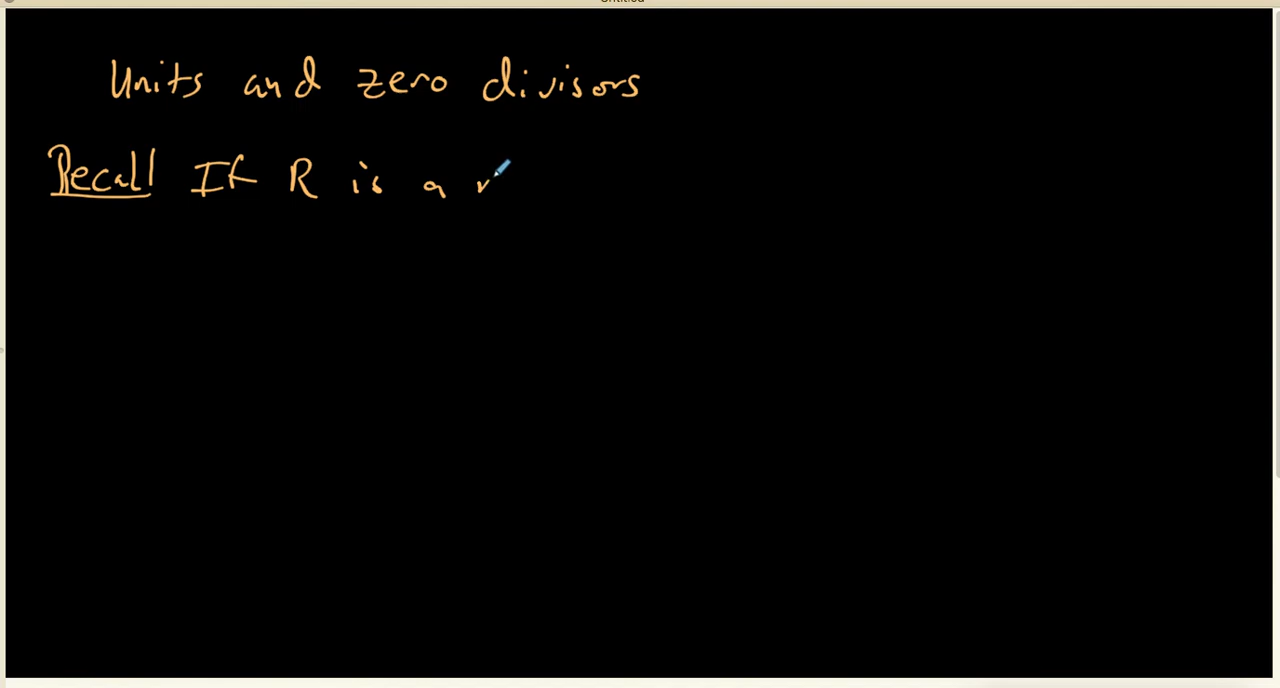 Units and zero divisors
Recall If R is a r